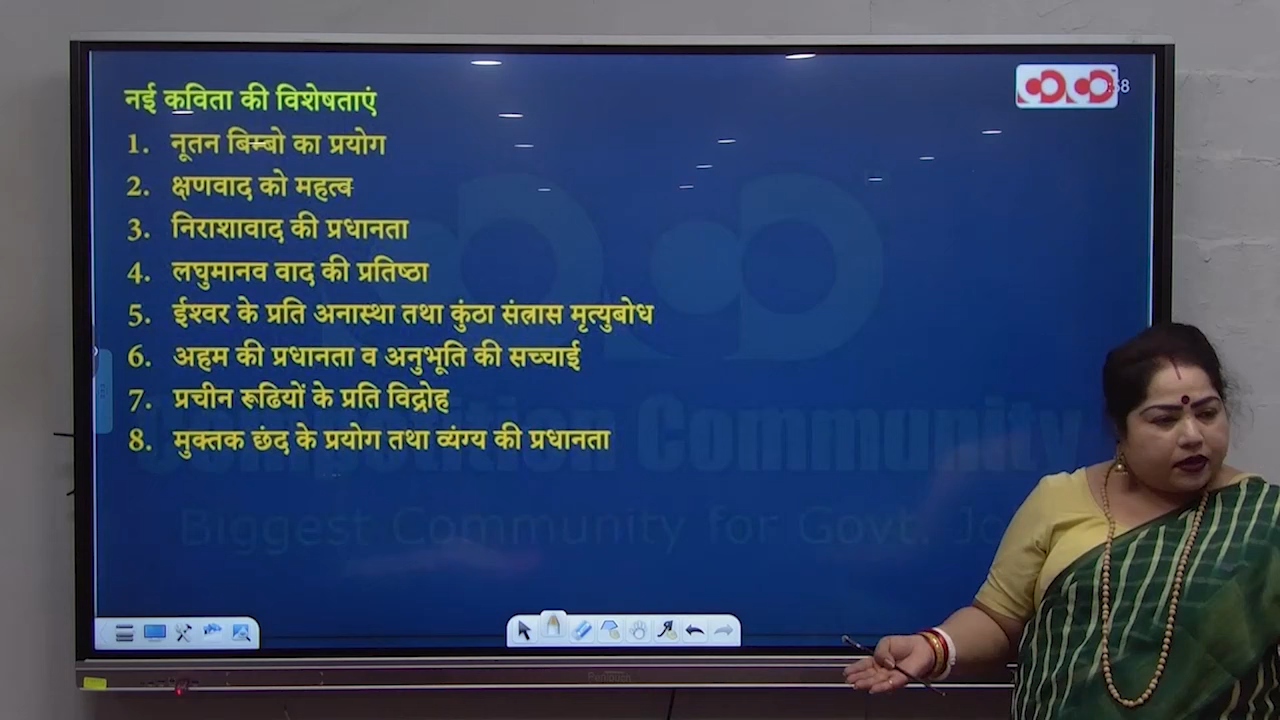 नई कविता की विशेषताएं
:58
1. नूतन बिम्बो का प्रयोग
2. क्षणवाद को महत्ब
3. निराशावाद की प्रधानता
4. लघुमानव वाद की प्रतिष्ठा
5. ईश्वर के प्रति अनास्था तथा कुंठा संत्रास मृत्युबोध
6. अहम की प्रधानता व अनुभूति की सच्चाई
7. प्रचीन रूढियों के प्रति विद्रोह
8. मुक्तक छंद के प्रयोग तथा व्यंग्य की प्रधानता
Competition Community
Biggest Community for Govt. Jo